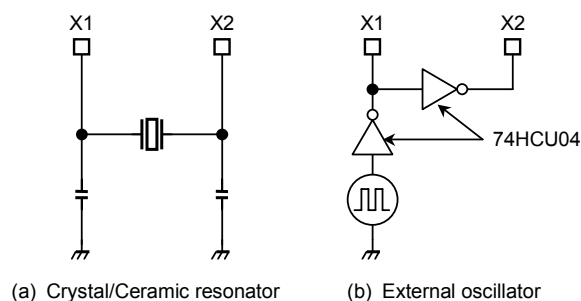 X1
X2
X1
X2
74HCU04
(a) Crystal/Ceramic resonator
(b) External oscillator